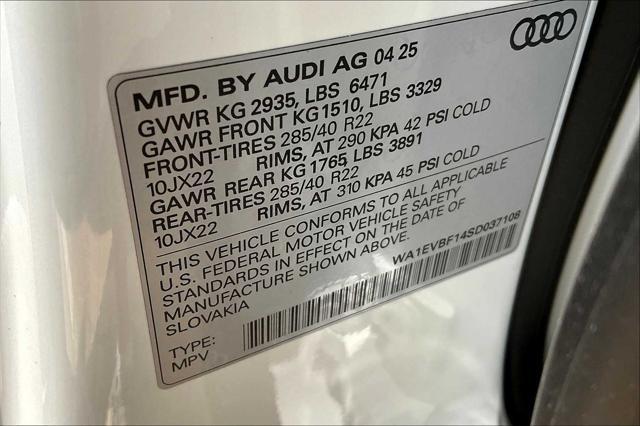 MFD. BY AUDI AG 04 25
GVWR KG 2935, LBS 6471
GAWR FRONT KG 1510, LBS 3329
FRONT-TIRES 285/40 R22
10JX22 RIMS, AT 290 KPA 42 PSI COLD
GAWR REAR KG 1765, LBS 3891
REAR-TIRES 285/40 R22
10JX22 RIMS, AT 310 KPA 45 PSI COLD
THIS VEHICLE CONFORMS TO ALL APPLICABLE
U.S. FEDERAL MOTOR VEHICLE SAFETY
STANDARDS IN EFFECT ON THE DATE OF
MANUFACTURE SHOWN ABOVE.
SLOVAKIA WA1EVBF14SD037108
TYPE:
MPV